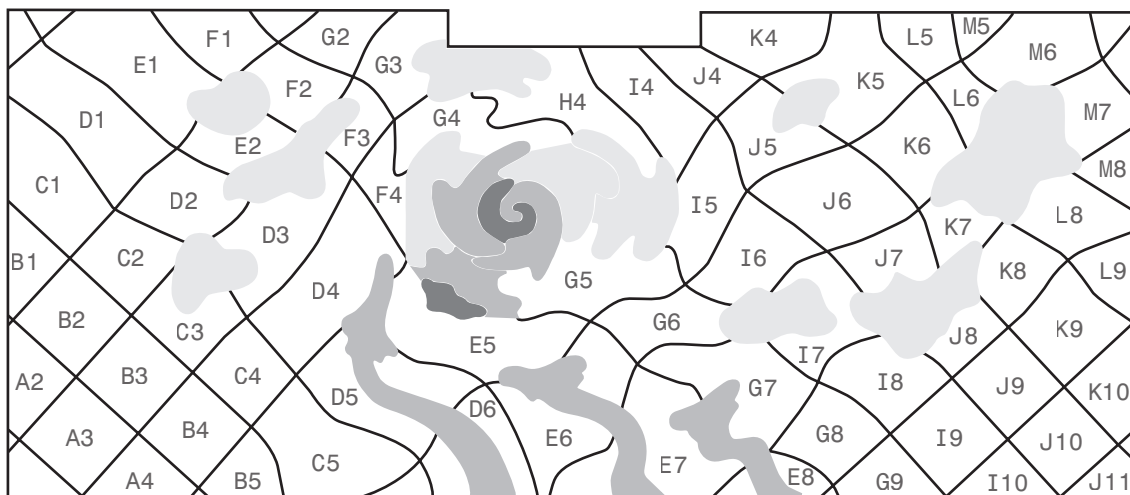 M5
F1 G2 K4 L5
M6
E1 G3
F2 I4 J4 K5 L6
H4
D1 G4 M7
E2 F3 J5 K6
M8
C1 F4
D2 J6 L8
I5
D3 K7
B1 C2 I6 J7 K8 L9
G5
D4
B2 C3 G6 K9
E5 J8
I7
A2 B3 C4 I8 J9 K10
D5 G7
D6
A3 B4 E6 G8 I9 J10
C5 E7
A4 B5 E8 G9 I10 J11